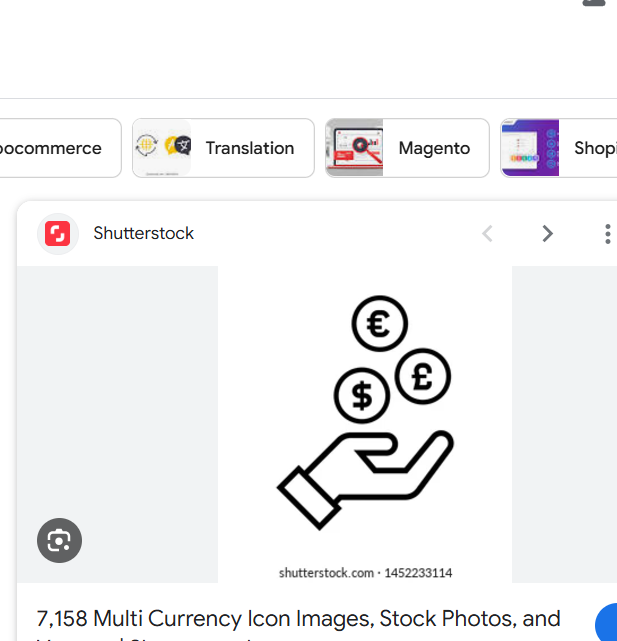 ocommerce
Translation
Magento
Shopi
Shutterstock
€
£
$
shutterstock.com · 1452233114
7,158 Multi Currency Icon Images, Stock Photos, and